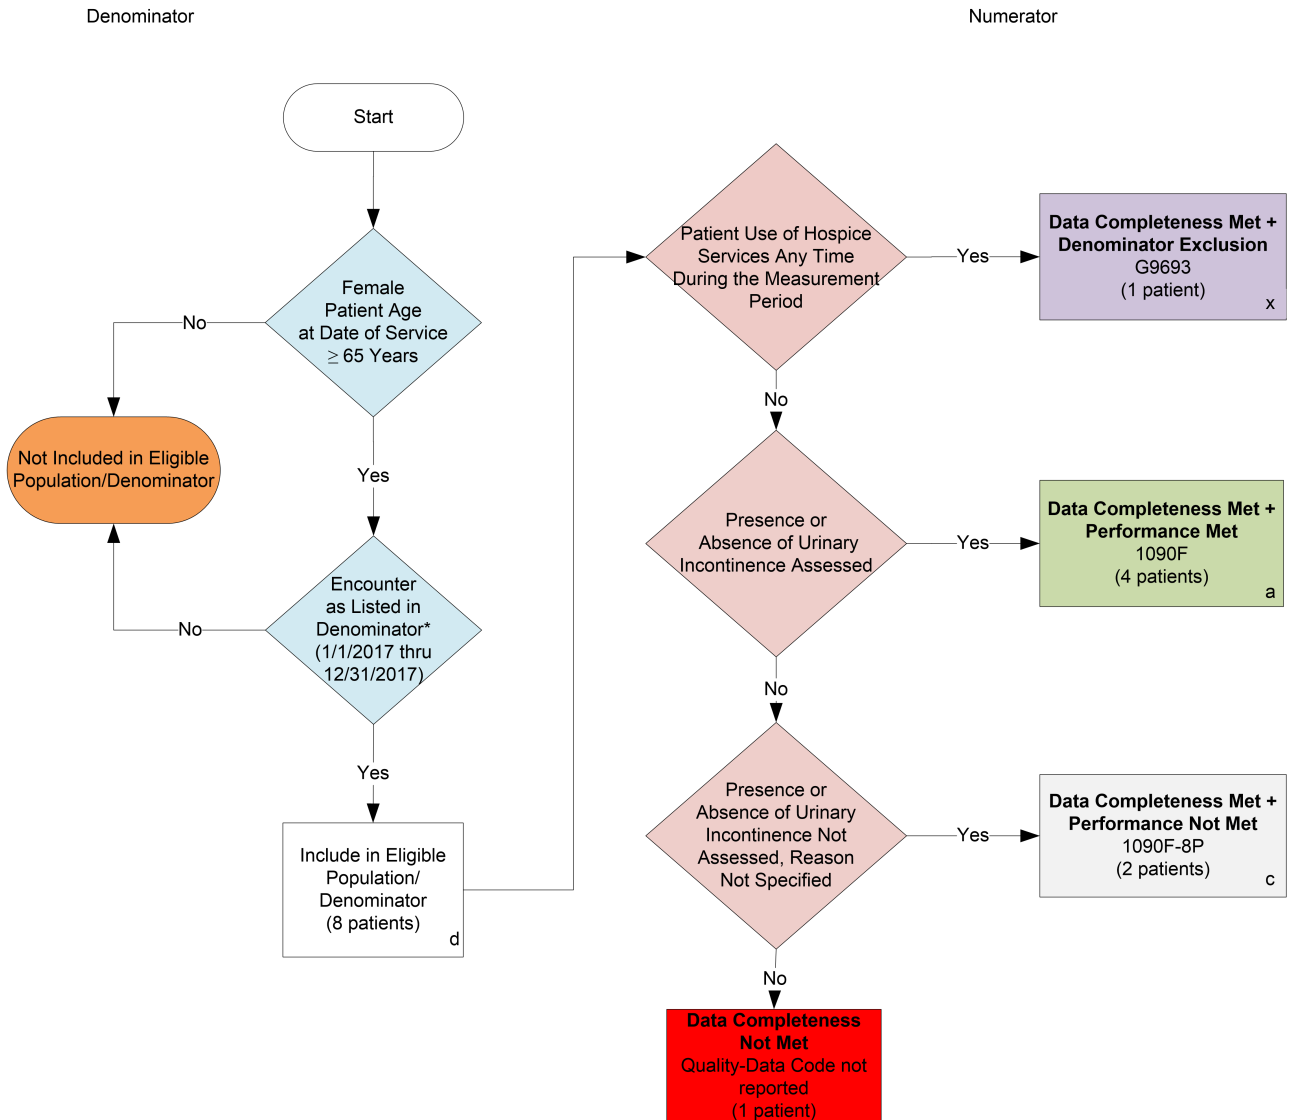 Denominator
Numerator
Start
Female
Patient Age
at Date of Service
≥ 65 Years
No
Not Included in Eligible
Population/Denominator
Yes
Encounter
as Listed in
Denominator*
(1/1/2017 thru
12/31/2017)
No
Yes
Include in Eligible
Population/
Denominator
(8 patients)
d
Patient Use of Hospice
Services Any Time
During the Measurement
Period
Yes
Data Completeness Met +
Denominator Exclusion
G9693
(1 patient)
x
No
Presence or
Absence of Urinary
Incontinence Assessed
Yes
Data Completeness Met +
Performance Met
1090F
(4 patients)
a
No
Presence or
Absence of Urinary
Incontinence Not
Assessed, Reason
Not Specified
Yes
Data Completeness Met +
Performance Not Met
1090F-8P
(2 patients)
c
No
Data Completeness
Not Met
Quality-Data Code not
reported
(1 patient)